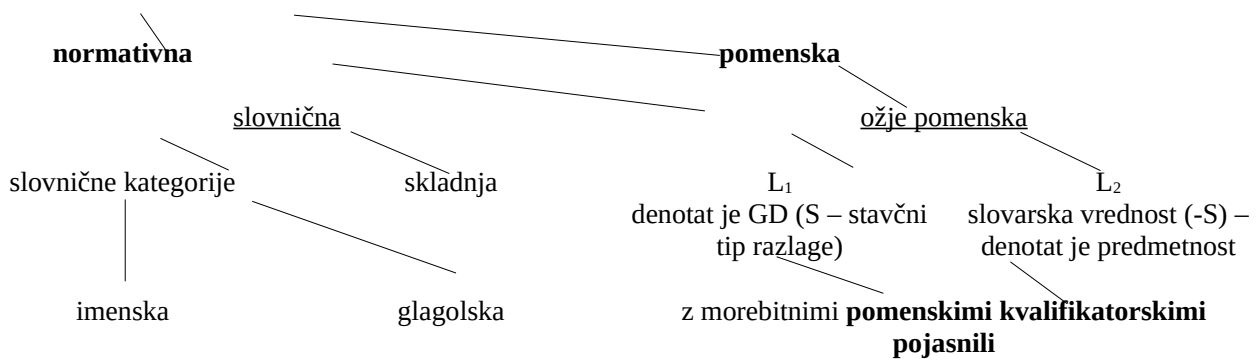 normativna pomenska
slovnična ožje pomenska
slovnične kategorije skladnja L₁ L₂
denotat je GD (S – stavčni slovarska vrednost (-S) –
tip razlage) denotat je predmetnost
imenska glagolska z morebitnimi pomenskimi kvalifikatorskimi
pojasnili